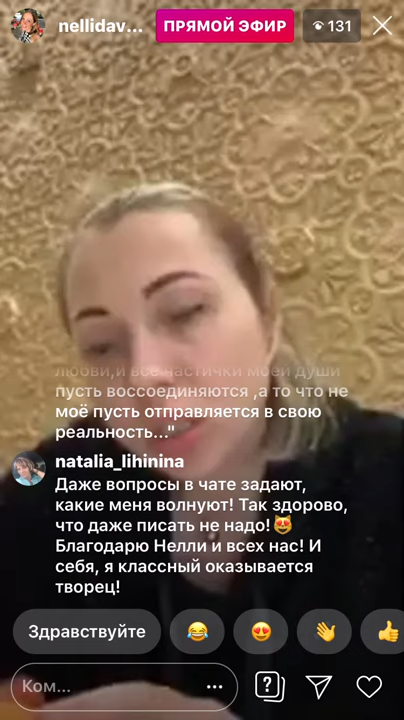 nellidav...
ПРЯМОЙ ЭФИР
131
любви,и все частички моей души
пусть воссоединяются ,а то что не
моё пусть отправляется в свою
реальность..."
natalia_lihinina
Даже вопросы в чате задают,
какие меня волнуют! Так здорово,
что даже писать не надо!😻
Благодарю Нелли и всех нас! И
себя, я классный оказывается
творец!
Здравствуйте
Ком...